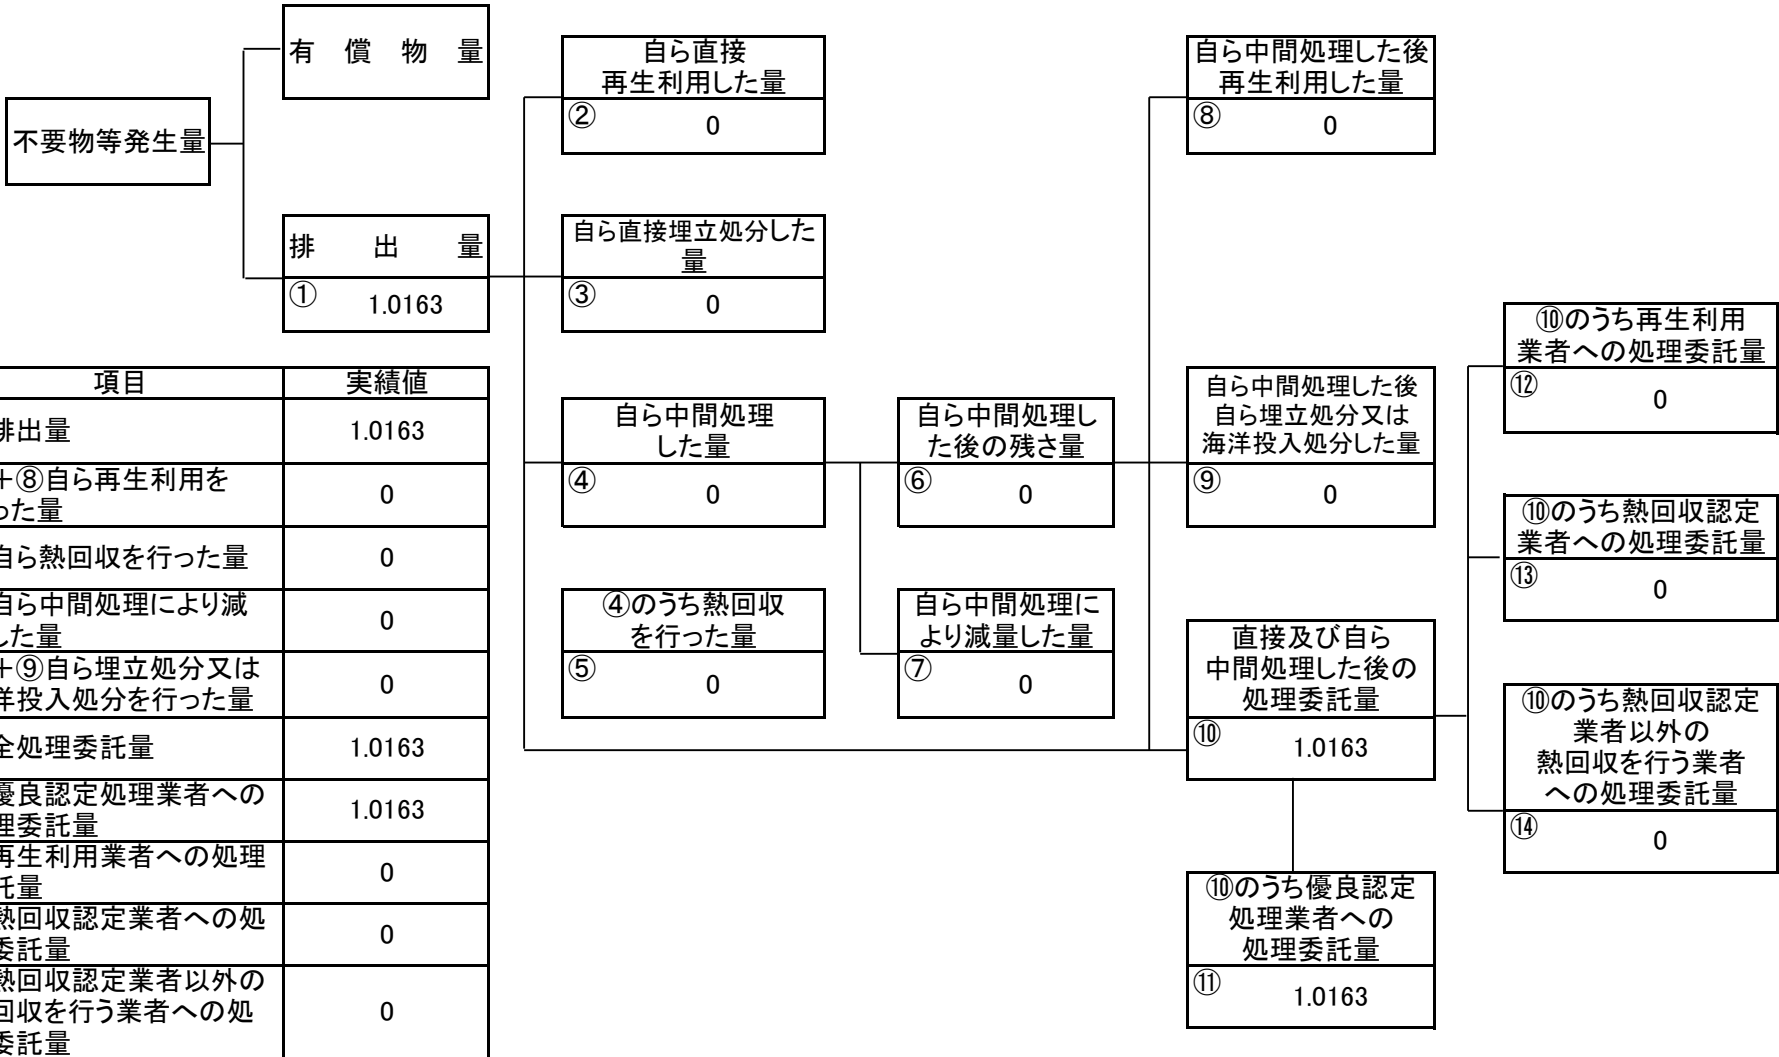 不要物等発生量
有償物量
排出量
① 1.0163
自ら直接
再生利用した量
② 0
自ら直接埋立処分した
量
③ 0
自ら中間処理
した量
④ 0
④のうち熱回収
を行った量
⑤ 0
自ら中間処理し
た後の残さ量
⑥ 0
自ら中間処理に
より減量した量
⑦ 0
自ら中間処理した後
再生利用した量
⑧ 0
自ら中間処理した後
自ら埋立処分又は
海洋投入処分した量
⑨ 0
直接及び自ら
中間処理した後の
処理委託量
⑩ 1.0163
⑩のうち優良認定
処理業者への
処理委託量
⑪ 1.0163
⑩のうち再生利用
業者への処理委託量
⑫ 0
⑩のうち熱回収認定
業者への処理委託量
⑬ 0
⑩のうち熱回収認定
業者以外の
熱回収を行う業者
への処理委託量
⑭ 0
項目 実績値
排出量 1.0163
+⑧自ら再生利用を
った量 0
自ら熱回収を行った量 0
自ら中間処理により減
した量 0
+⑨自ら埋立処分又は
洋投入処分を行った量 0
全処理委託量 1.0163
優良認定処理業者への
理委託量 1.0163
再生利用業者への処理
託量 0
熱回収認定業者への処
委託量 0
熱回収認定業者以外の
回収を行う業者への処
委託量 0